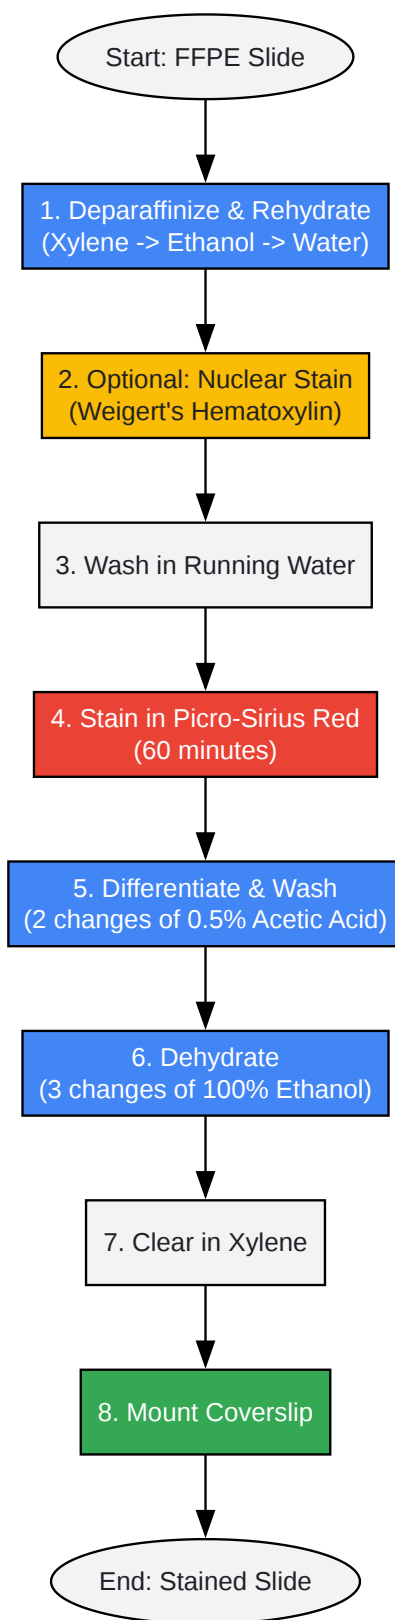 Start: FFPE Slide
1. Deparaffinize & Rehydrate
(Xylene -> Ethanol -> Water)
2. Optional: Nuclear Stain
(Weigert's Hematoxylin)
3. Wash in Running Water
4. Stain in Picro-Sirius Red
(60 minutes)
5. Differentiate & Wash
(2 changes of 0.5% Acetic Acid)
6. Dehydrate
(3 changes of 100% Ethanol)
7. Clear in Xylene
8. Mount Coverslip
End: Stained Slide